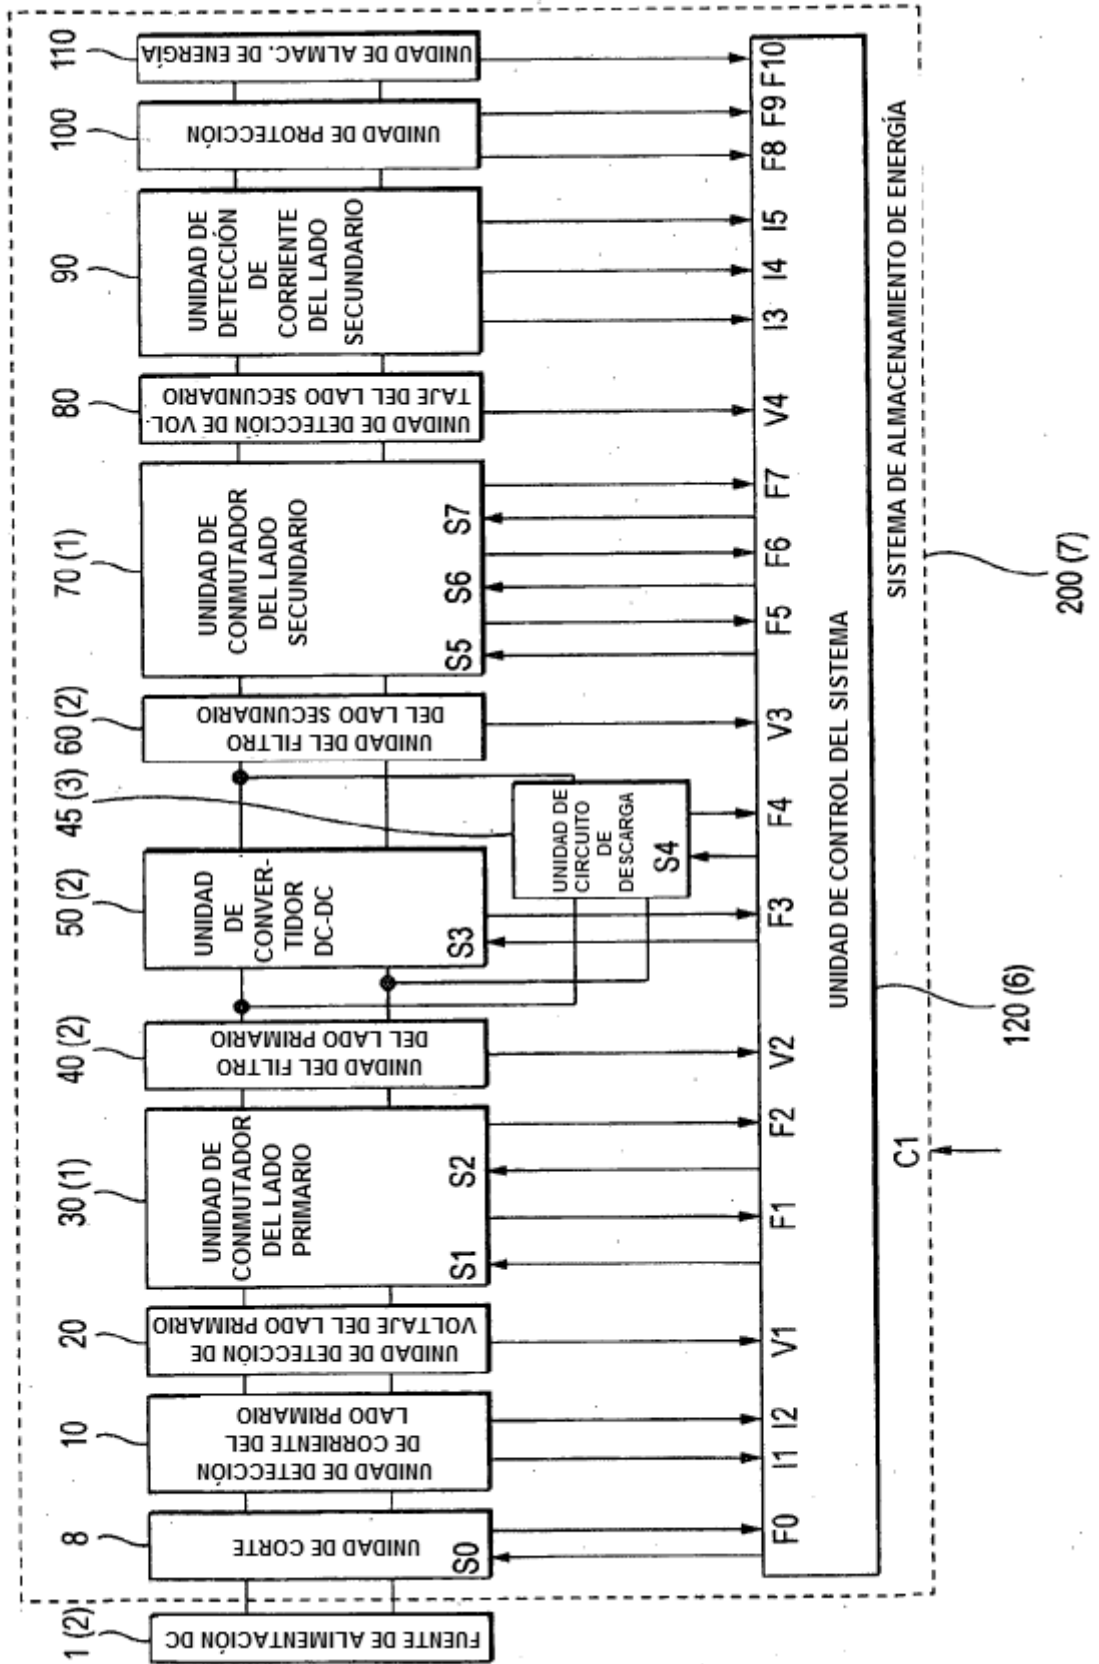 1 (2)
8
10
20
30 (1)
40 (2)
50 (2)
45 (3)
60 (2)
70 (1)
80
90
100
110
FUENTE DE ALIMENTACIÓN DC
UNIDAD DE CORTE
S0
UNIDAD DE DETECCIÓN
DE CORRIENTE DEL
LADO PRIMARIO
UNIDAD DE DETECCIÓN DE
VOLTAJE DEL LADO PRIMARIO
UNIDAD DE
CONMUTADOR
DEL LADO
PRIMARIO
S1
S2
UNIDAD DEL FILTRO
DEL LADO PRIMARIO
UNIDAD
DE
CONVER-
TIDOR
DC-DC
S3
UNIDAD DE
CIRCUITO
DE
DESCARGA
S4
UNIDAD DEL FILTRO
DEL LADO SECUNDARIO
UNIDAD DE
CONMUTADOR
DEL LADO
SECUNDARIO
S5
S6
S7
UNIDAD DE DETECCIÓN DE VOL.
TAJE DEL LADO SECUNDARIO
UNIDAD DE
DETECCIÓN
DE
CORRIENTE
DEL LADO
SECUNDARIO
UNIDAD DE PROTECCIÓN
UNIDAD DE ALMAC. DE ENERGÍA
F0
I1
I2
V1
F1
F2
V2
F3
F4
V3
F5
F6
F7
V4
I3
I4
I5
F8
F9
F10
UNIDAD DE CONTROL DEL SISTEMA
C1
SISTEMA DE ALMACENAMIENTO DE ENERGÍA
120 (6)
200 (7)